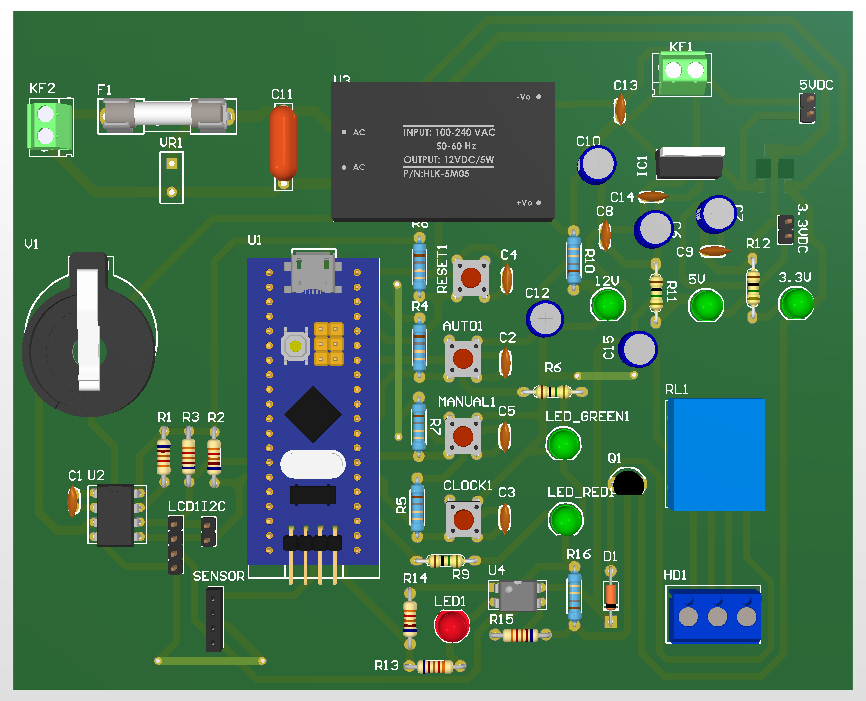 KF1
KF2
F1
C11
U3
C13
5VDC
-Vo
AC
INPUT: 100-240 VAC
50-60 Hz
OUTPUT: 12VDC/5W
P/N:HLK-5M05
AC
+Vo
VR1
C10
IC1
C14
C8
C6
C7
3.3VDC
V1
U1
R8
RESET1
C4
R10
C9
R12
12V
R11
5V
3.3V
C12
R4
AUTO1
C2
C15
R6
RL1
MANUAL1
R7
C5
LED_GREEN1
R1
R3
R2
Q1
C1
U2
CLOCK1
R5
C3
LED_RED1
LCD1
I2C
R9
SENSOR
U4
R16
D1
HD1
R14
LED1
R15
R13